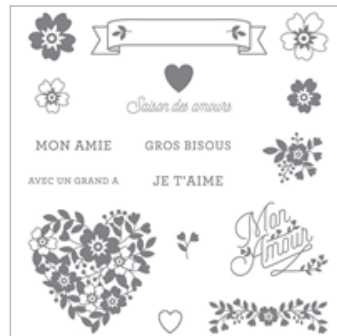 Saison des amours
MON AMIE
GROS BISOUS
AVEC UN GRAND A
JE T'AIME
Mon
Amour